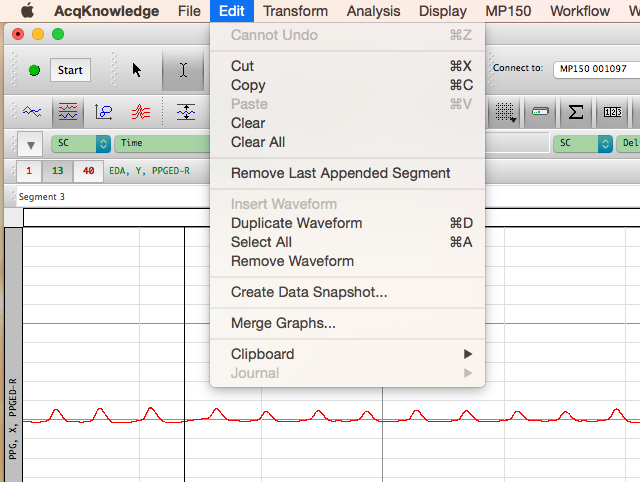 AcqKnowledge File Edit Transform Analysis Display MP150 Workflow W
Cannot Undo ⌘Z
Start
Cut ⌘X
Connect to: MP150 001097
Copy ⌘C
Paste ⌘V
Clear
Clear All
SC Time SC Del
Remove Last Appended Segment
1 13 40 EDA, Y, PPGED-R
Segment 3
Insert Waveform
Duplicate Waveform ⌘D
Select All ⌘A
Remove Waveform
Create Data Snapshot...
Merge Graphs...
Clipboard
Journal
PPG, X, PPGED-R